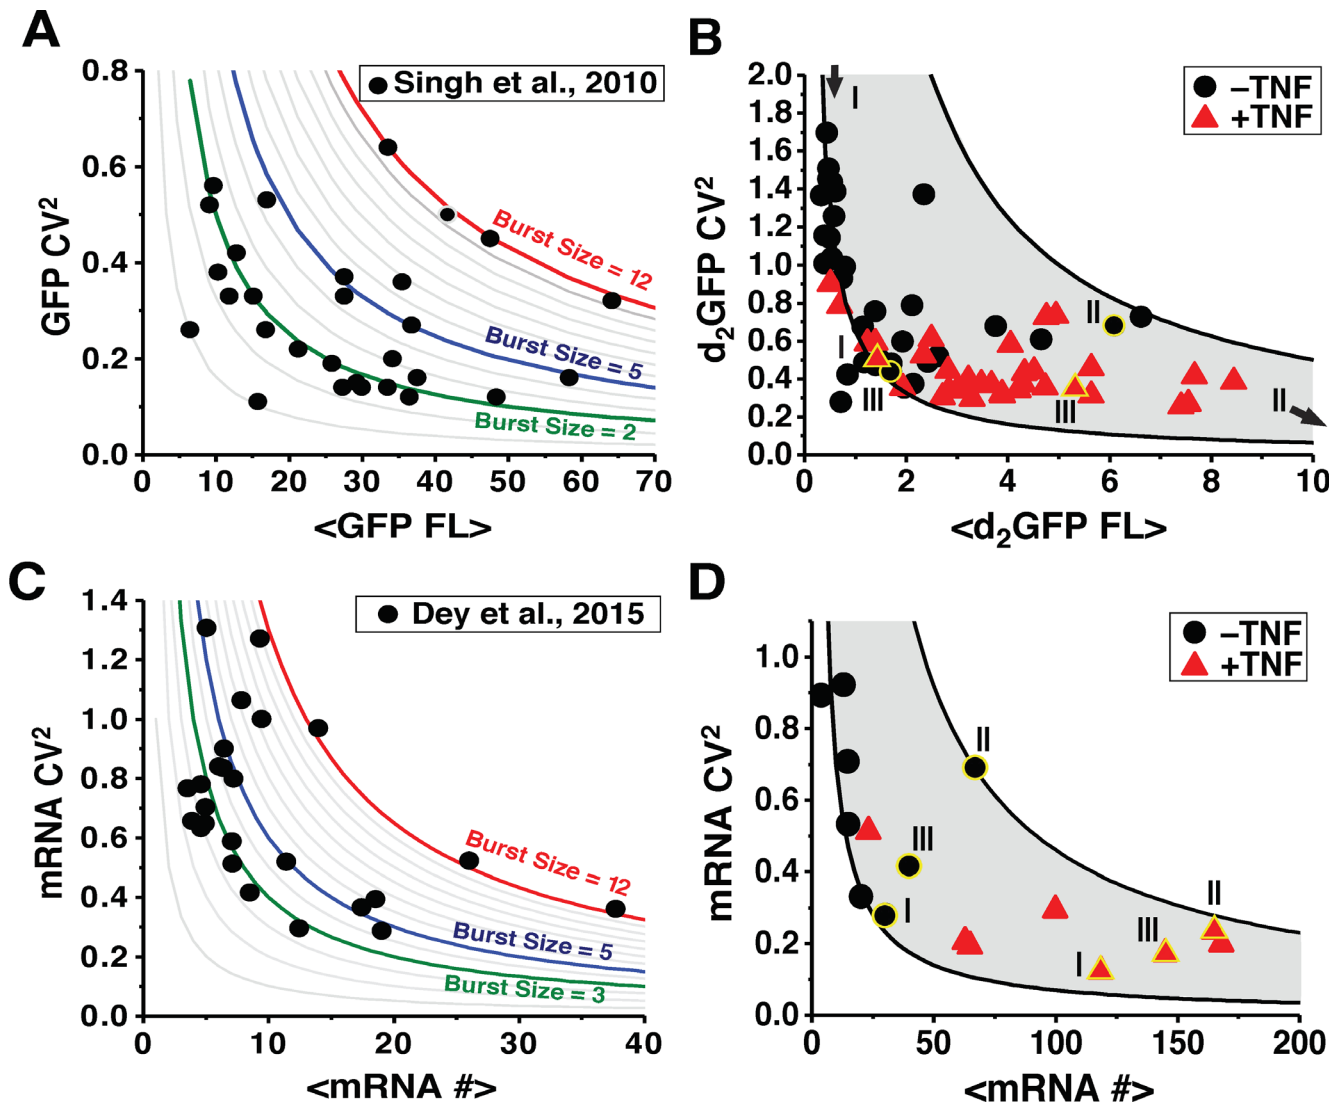 A
Singh et al., 2010
GFP CV²
0.8
0.6
0.4
0.2
0.0
Burst Size = 12
Burst Size = 5
Burst Size = 2
0 10 20 30 40 50 60 70
<GFP FL>
B
–TNF
+TNF
d₂GFP CV²
2.0
1.8
1.6
1.4
1.2
1.0
0.8
0.6
0.4
0.2
0.0
I
II
I
III
III
II
0 2 4 6 8 10
<d₂GFP FL>
C
Dey et al., 2015
mRNA CV²
1.4
1.2
1.0
0.8
0.6
0.4
0.2
0.0
Burst Size = 12
Burst Size = 5
Burst Size = 3
0 10 20 30 40
<mRNA #>
D
–TNF
+TNF
mRNA CV²
1.0
0.8
0.6
0.4
0.2
0.0
II
III
I
II
III
I
0 50 100 150 200
<mRNA #>